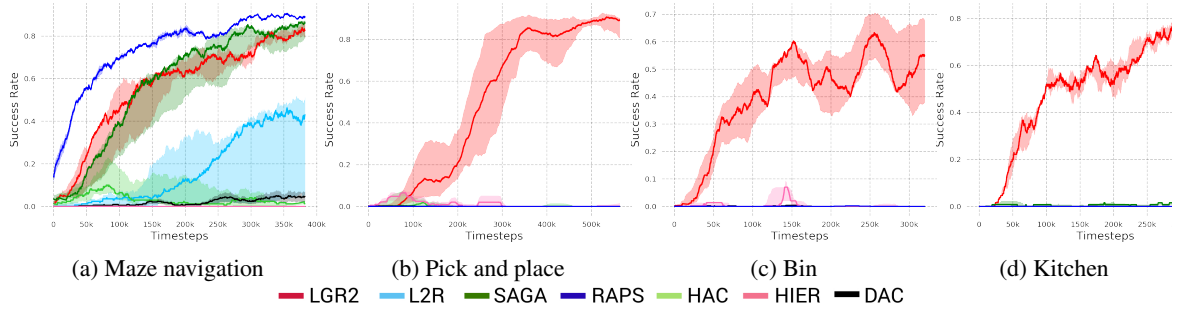 0.8
0.6
0.4
0.2
0.0
Success Rate
0 50k 100k 150k 200k 250k 300k 350k 400k
Timesteps
(a) Maze navigation
0.8
0.6
0.4
0.2
0.0
Success Rate
0 100k 200k 300k 400k 500k
Timesteps
(b) Pick and place
0.7
0.6
0.5
0.4
0.3
0.2
0.1
0.0
Success Rate
0 50k 100k 150k 200k 250k 300k
Timesteps
(c) Bin
0.8
0.6
0.4
0.2
0.0
Success Rate
0 50k 100k 150k 200k 250k
Timesteps
(d) Kitchen
LGR2 L2R SAGA RAPS HAC HIER DAC